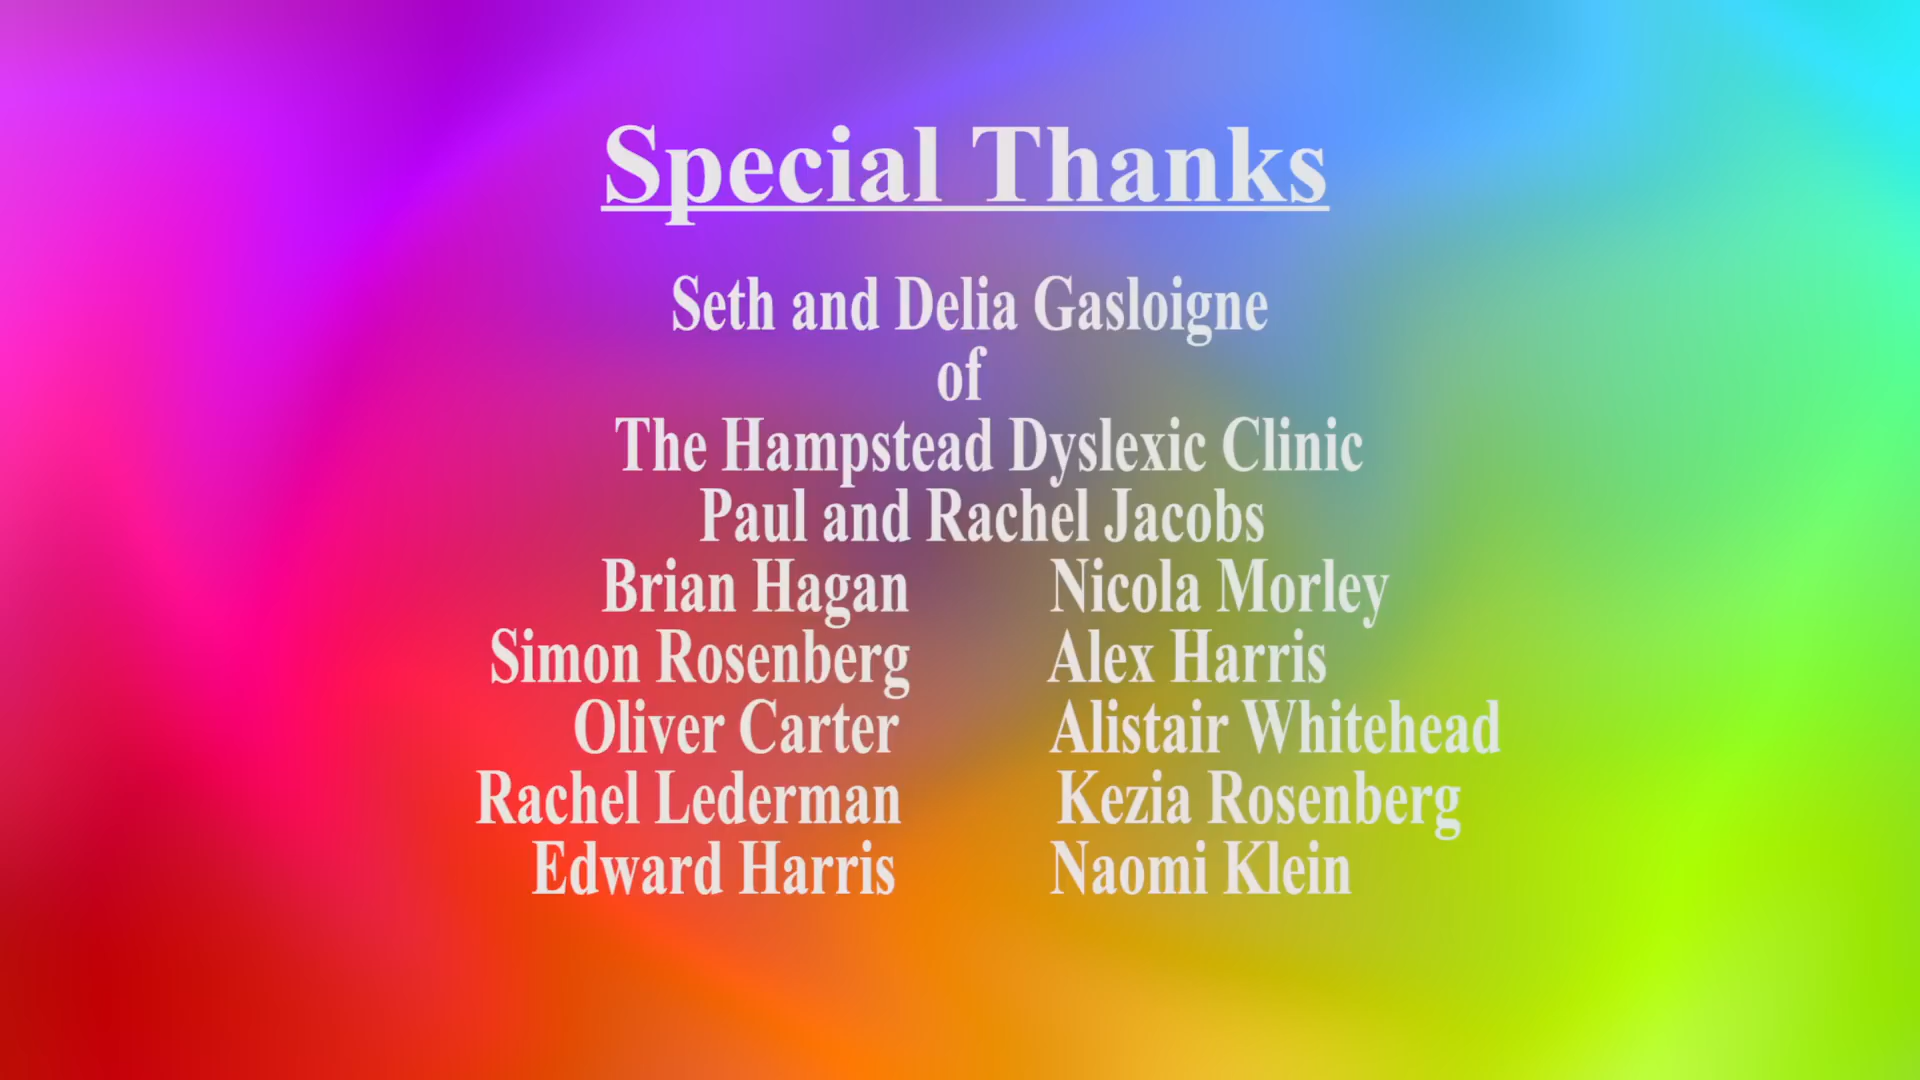 Special Thanks
Seth and Delia Gasloigne
of
The Hampstead Dyslexic Clinic
Paul and Rachel Jacobs
Brian Hagan Nicola Morley
Simon Rosenberg Alex Harris
Oliver Carter Alistair Whitehead
Rachel Lederman Kezia Rosenberg
Edward Harris Naomi Klein